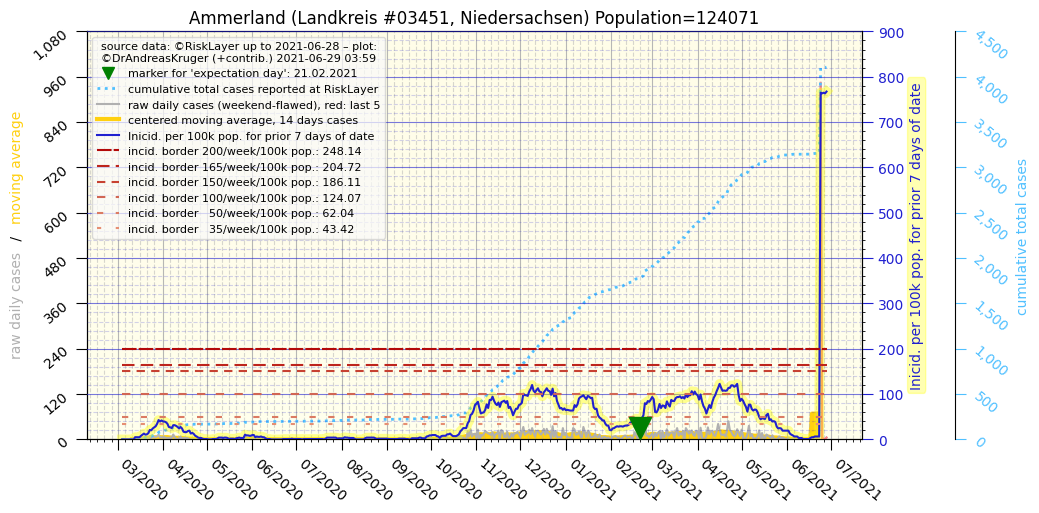 Ammerland (Landkreis #03451, Niedersachsen) Population=124071
source data: ©RiskLayer up to 2021-06-28 – plot:
©DrAndreasKruger (+contrib.) 2021-06-29 03:59
marker for 'expectation day': 21.02.2021
cumulative total cases reported at RiskLayer
raw daily cases (weekend-flawed), red: last 5
centered moving average, 14 days cases
Inicid. per 100k pop. for prior 7 days of date
incid. border 200/week/100k pop.: 248.14
incid. border 165/week/100k pop.: 204.72
incid. border 150/week/100k pop.: 186.11
incid. border 100/week/100k pop.: 124.07
incid. border 50/week/100k pop.: 62.04
incid. border 35/week/100k pop.: 43.42
raw daily cases / moving average
1,080
960
840
720
600
480
360
240
120
0
03/2020
04/2020
05/2020
06/2020
07/2020
08/2020
09/2020
10/2020
11/2020
12/2020
01/2021
02/2021
03/2021
04/2021
05/2021
06/2021
07/2021
900
800
700
600
500
400
300
200
100
0
Inicid. per 100k pop. for prior 7 days of date
4,500
4,000
3,500
3,000
2,500
2,000
1,500
1,000
500
0
cumulative total cases